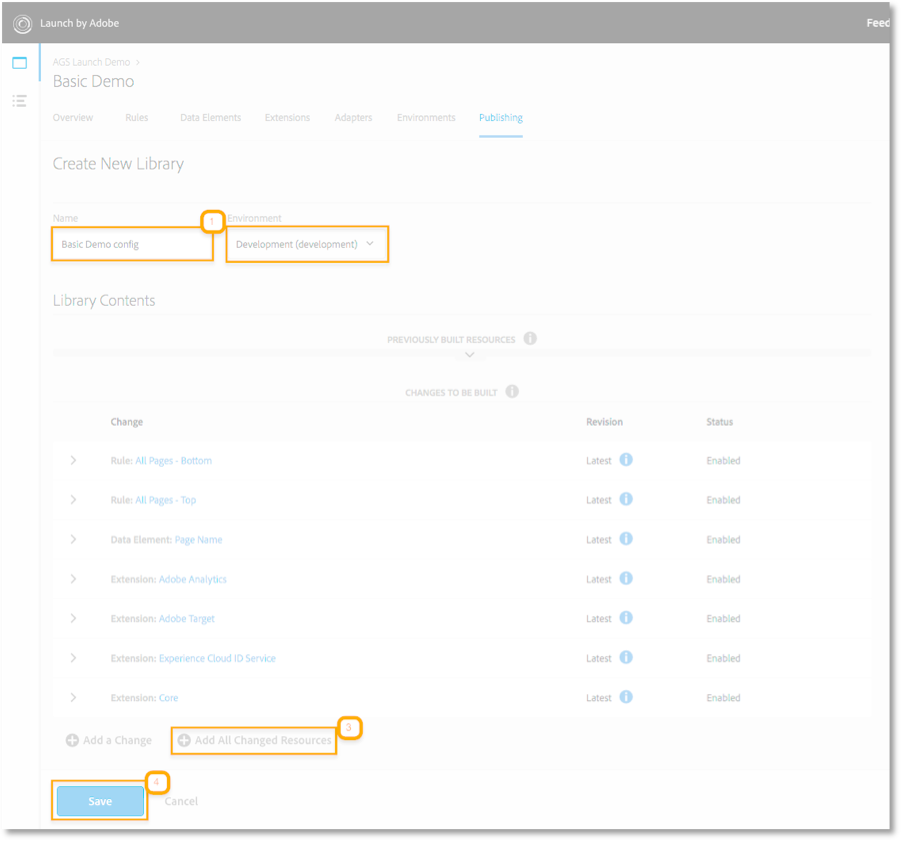 Launch by Adobe
Feed
AGS Launch Demo >
Basic Demo
Overview Rules Data Elements Extensions Adapters Environments Publishing
Create New Library
Name 1 Environment
Basic Demo config Development (development)
Library Contents
PREVIOUSLY BUILT RESOURCES i
CHANGES TO BE BUILT i
Change Revision Status
Rule: All Pages - Bottom Latest i Enabled
Rule: All Pages - Top Latest i Enabled
Data Element: Page Name Latest i Enabled
Extension: Adobe Analytics Latest i Enabled
Extension: Adobe Target Latest i Enabled
Extension: Experience Cloud ID Service Latest i Enabled
Extension: Core Latest i Enabled
Add a Change Add All Changed Resources 3
4
Save Cancel